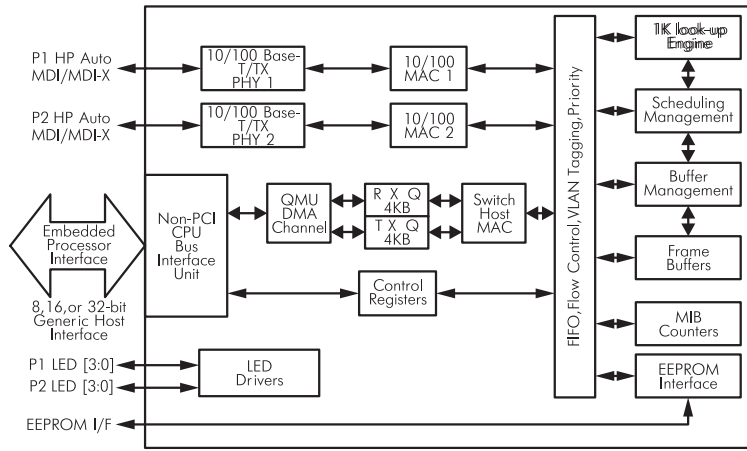 P1 HP Auto
MDI/MDI-X
10/100 Base-
T/TX
PHY 1
10/100
MAC 1
P2 HP Auto
MDI/MDI-X
10/100 Base-
T/TX
PHY 2
10/100
MAC 2
Embedded
Processor
Interface
8,16,or 32-bit
Generic Host
Interface
Non-PCI
CPU
Bus
Interface
Unit
QMU
DMA
Channel
R X Q
4KB
T X Q
4KB
Switch
Host
MAC
Control
Registers
FIFO,Flow Control,VLAN Tagging,Priority
1K look-up
Engine
Scheduling
Management
Buffer
Management
Frame
Buffers
MIB
Counters
EEPROM
Interface
P1 LED [3:0]
P2 LED [3:0]
LED
Drivers
EEPROM I/F